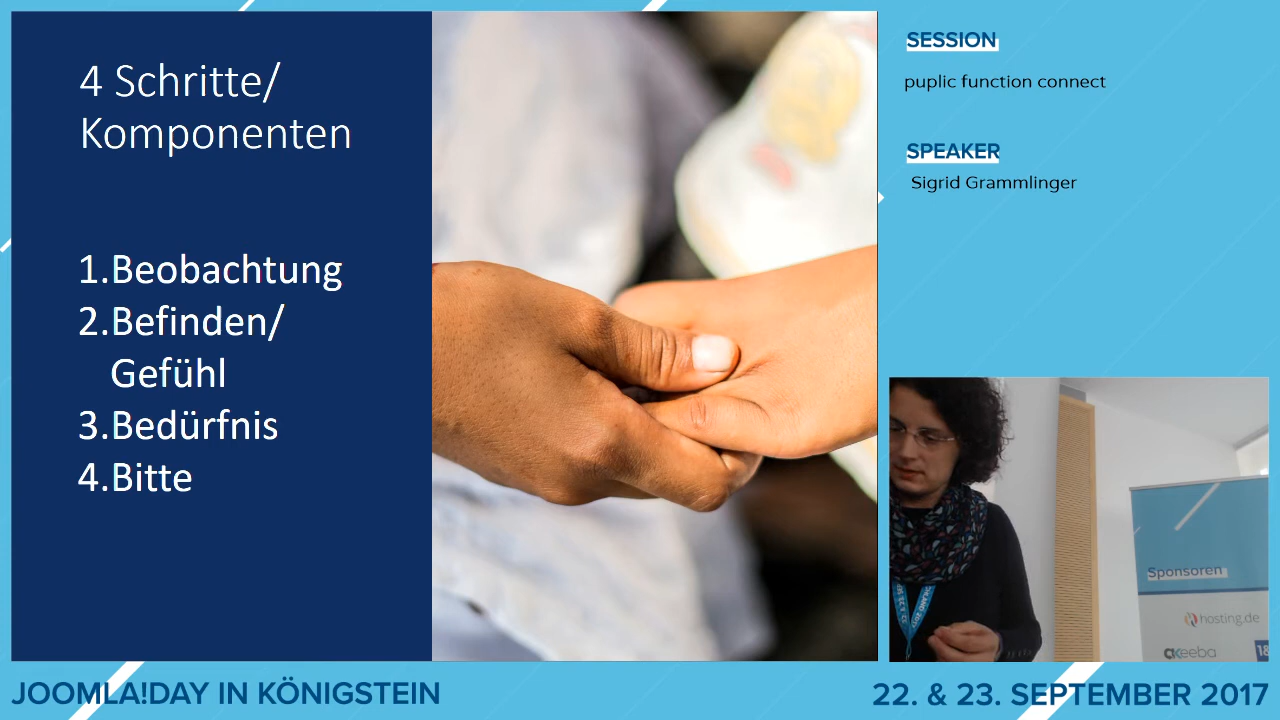 4 Schritte/
Komponenten
1.Beobachtung
2.Befinden/
Gefühl
3.Bedürfnis
4.Bitte
SESSION
puplic function connect
SPEAKER
Sigrid Grammlinger
Sponsoren
hosting.de
akeeba
JOOMLA!DAY IN KÖNIGSTEIN
22. & 23. SEPTEMBER 2017